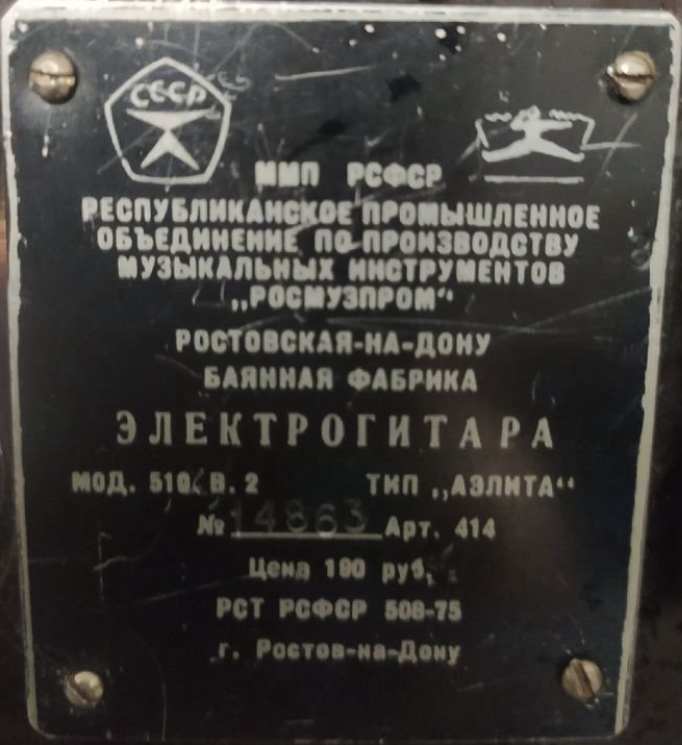 СССР
ММП РСФСР
РЕСПУБЛИКАНСКОЕ ПРОМЫШЛЕННОЕ
ОБЪЕДИНЕНИЕ ПО ПРОИЗВОДСТВУ
МУЗЫКАЛЬНЫХ ИНСТРУМЕНТОВ
„РОСМУЗПРОМ“
РОСТОВСКАЯ-НА-ДОНУ
БАЯННАЯ ФАБРИКА
ЭЛЕКТРОГИТАРА
МОД. 510. В. 2 ТИП „АЭЛИТА“
№ 14863 Арт. 414
Цена 190 руб.
РСТ РСФСР 508-75
г. Ростов-на-Дону